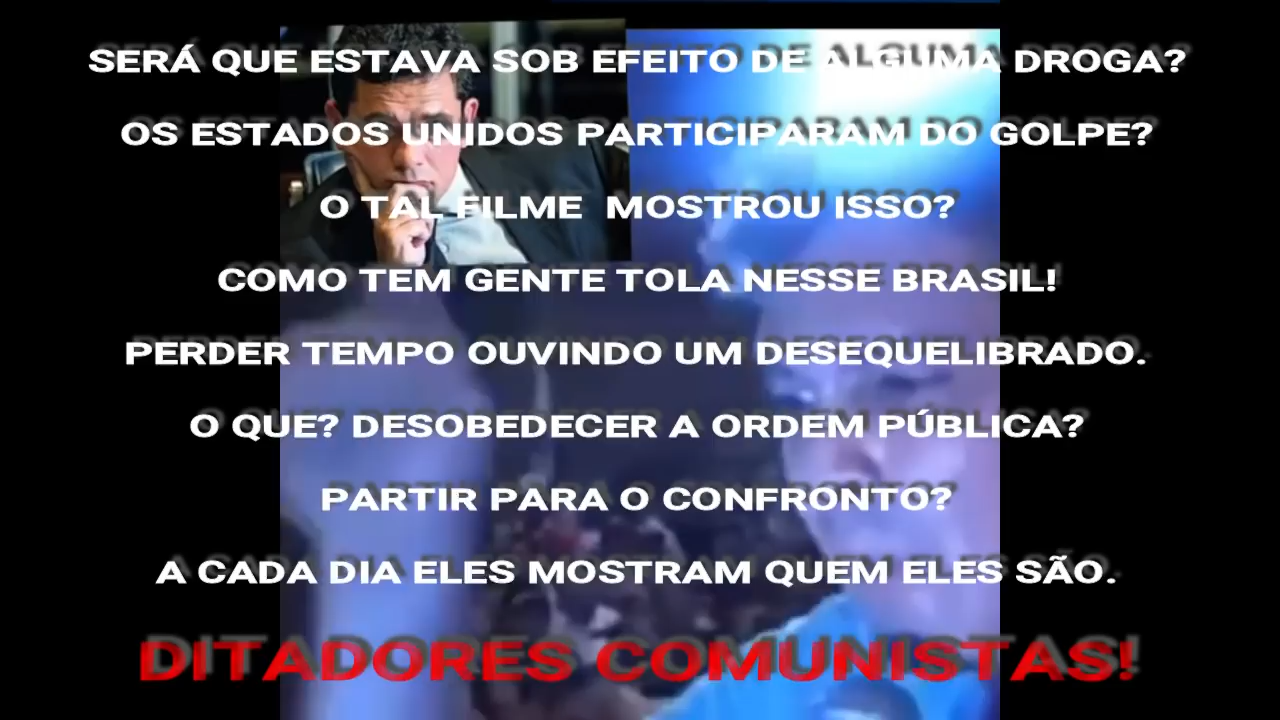 SERÁ QUE ESTAVA SOB EFEITO DE ALGUMA DROGA?
OS ESTADOS UNIDOS PARTICIPARAM DO GOLPE?
O TAL FILME MOSTROU ISSO?
COMO TEM GENTE TOLA NESSE BRASIL!
PERDER TEMPO OUVINDO UM DESEQUELIBRADO.
O QUE? DESOBEDECER A ORDEM PÚBLICA?
PARTIR PARA O CONFRONTO?
A CADA DIA ELES MOSTRAM QUEM ELES SÃO.
DITADORES COMUNISTAS!